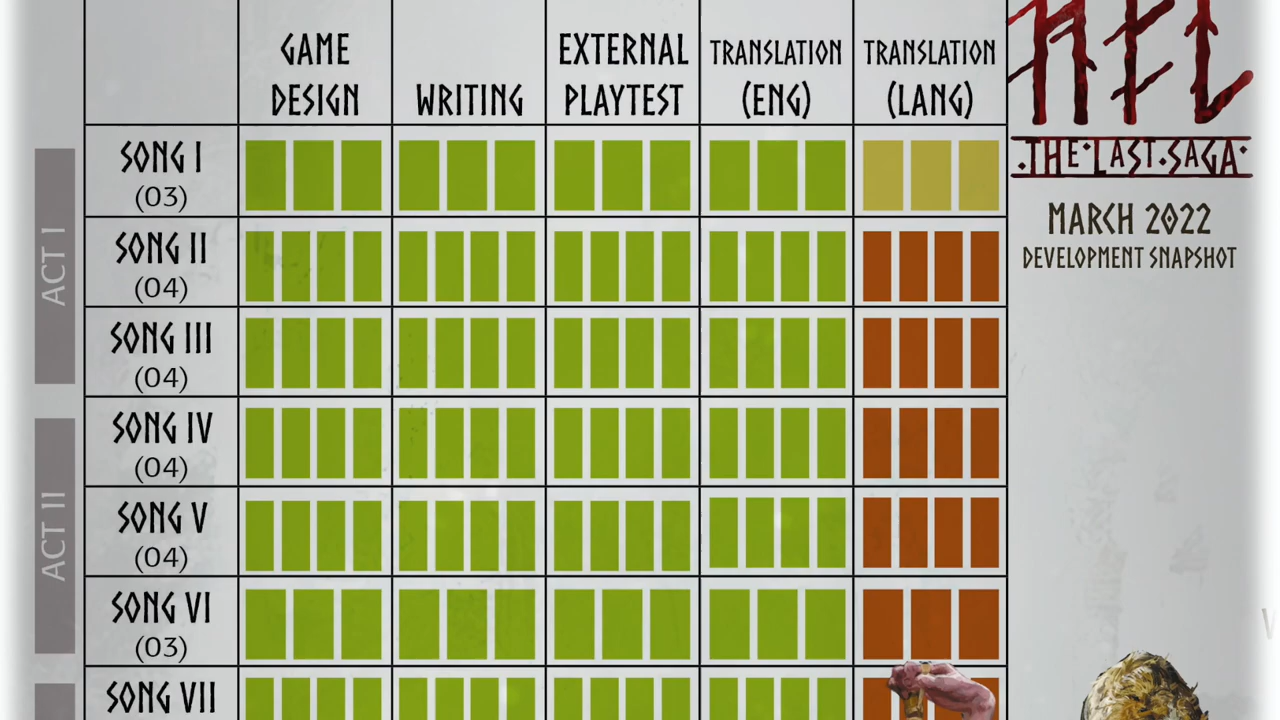 GAME
DESIGN
WRITING
EXTERNAL
PLAYTEST
TRANSLATION
(ENG)
TRANSLATION
(LANG)
HEL
·THE·LAST·SAGA·
MARCH 2022
DEVELOPMENT SNAPSHOT
ACT I
SONG I
(03)
SONG II
(04)
SONG III
(04)
ACT II
SONG IV
(04)
SONG V
(04)
SONG VI
(03)
SONG VII